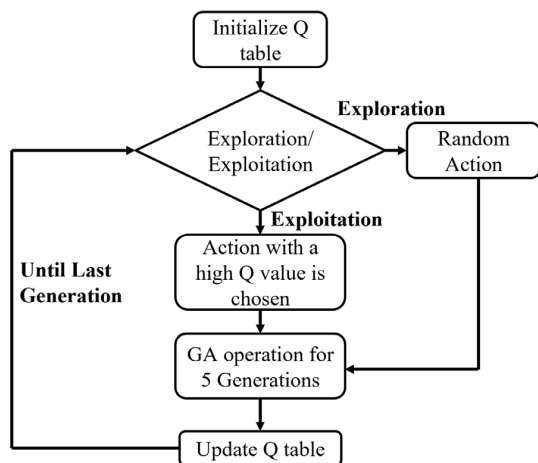 Initialize Q
table
Exploration
Exploration/
Exploitation
Random
Action
Exploitation
Action with a
high Q value is
chosen
Until Last
Generation
GA operation for
5 Generations
Update Q table